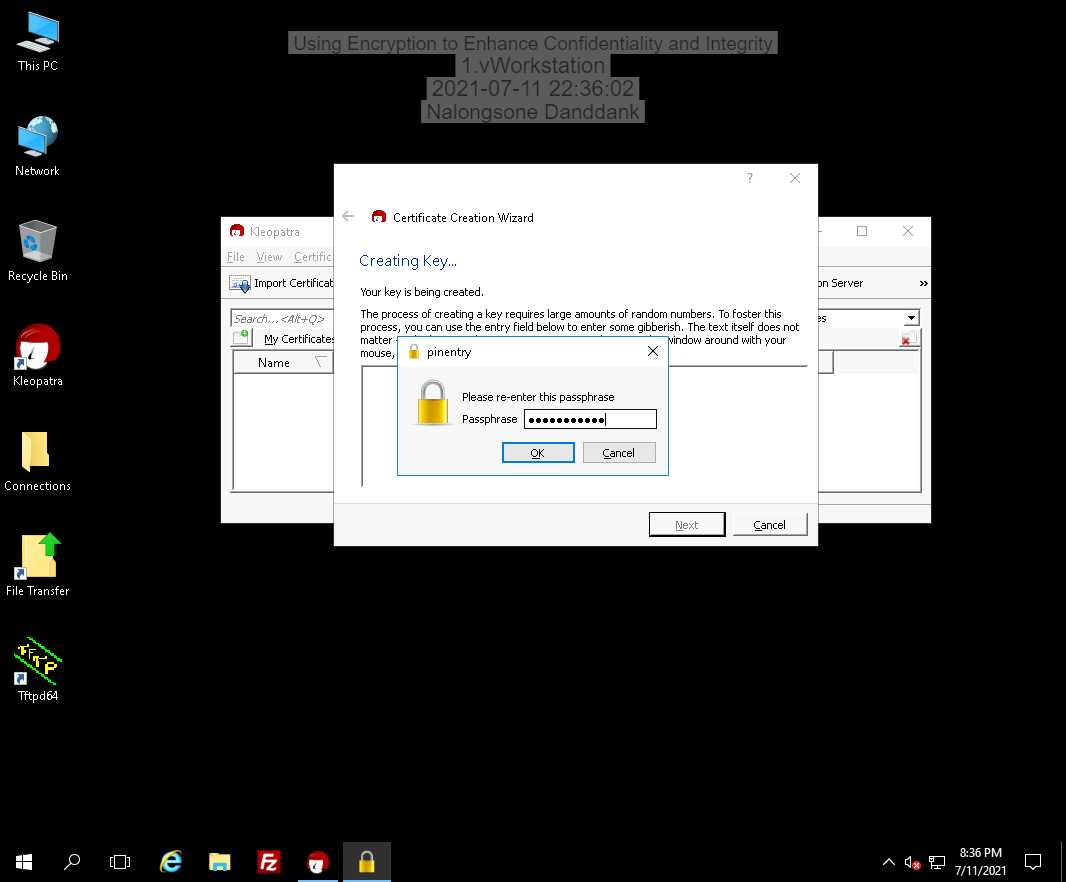 Using Encryption to Enhance Confidentiality and Integrity
1.vWorkstation
2021-07-11 22:36:02
Nalongsone Danddank
This PC
Network
Recycle Bin
Kleopatra
Connections
File Transfer
Tftpd64
Kleopatra
File View Certific
Import Certificat
on Server
»
Search...<Alt+Q>
es
My Certificates
Name
?
Certificate Creation Wizard
Creating Key...
Your key is being created.
The process of creating a key requires large amounts of random numbers. To foster this
process, you can use the entry field below to enter some gibberish. The text itself does not
matter
window around with your
mouse,
pinentry
Please re-enter this passphrase
Passphrase ●●●●●●●●●●●
OK Cancel
Next Cancel
8:36 PM
7/11/2021